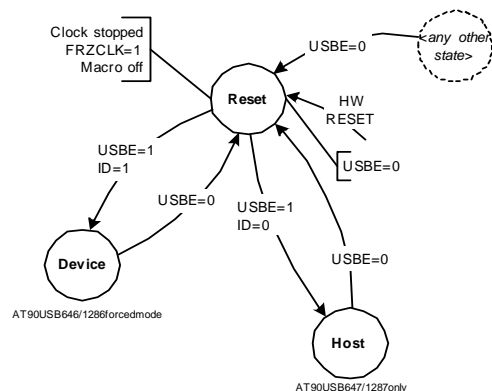 Clock stopped
FRZCLK=1
Macro off
USBE=0
<any other
state>
Reset
HW
RESET
USBE=0
USBE=1
ID=1
USBE=0
USBE=1
ID=0
USBE=0
Device
AT90USB646/1286forcedmode
Host
AT90USB647/1287only